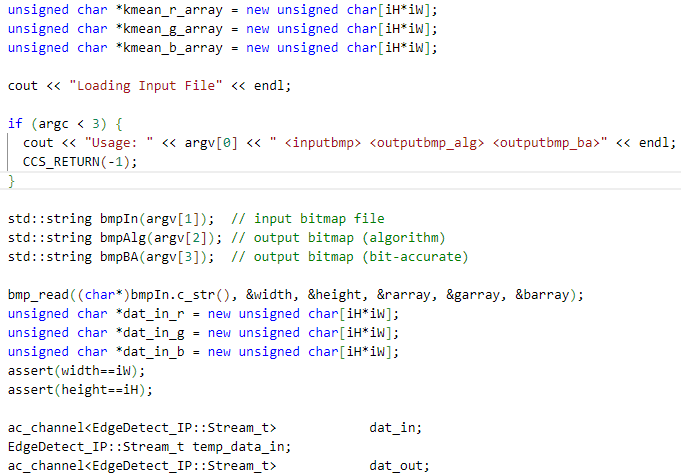 unsigned char *kmean_r_array = new unsigned char[iH*iW];
unsigned char *kmean_g_array = new unsigned char[iH*iW];
unsigned char *kmean_b_array = new unsigned char[iH*iW];

cout << "Loading Input File" << endl;

if (argc < 3) {
  cout << "Usage: " << argv[0] << " <inputbmp> <outputbmp_alg> <outputbmp_ba>" << endl;
  CCS_RETURN(-1);
}

std::string bmpIn(argv[1]);  // input bitmap file
std::string bmpAlg(argv[2]); // output bitmap (algorithm)
std::string bmpBA(argv[3]);  // output bitmap (bit-accurate)

bmp_read((char*)bmpIn.c_str(), &width, &height, &rarray, &garray, &barray);
unsigned char *dat_in_r = new unsigned char[iH*iW];
unsigned char *dat_in_g = new unsigned char[iH*iW];
unsigned char *dat_in_b = new unsigned char[iH*iW];
assert(width==iW);
assert(height==iH);

ac_channel<EdgeDetect_IP::Stream_t>            dat_in;
EdgeDetect_IP::Stream_t temp_data_in;
ac_channel<EdgeDetect_IP::Stream_t>            dat_out;